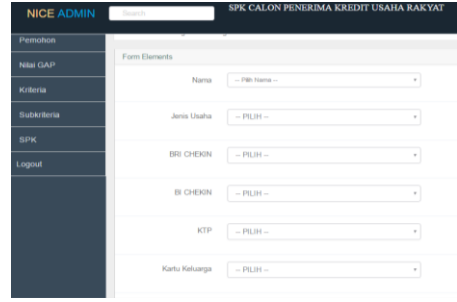 NICE ADMIN
Search
SPK CALON PENERIMA KREDIT USAHA RAKYAT
Pemohon
Nilai GAP
Kriteria
Subkriteria
SPK
Logout
Form Elements
Nama
-- Pilih Nama --
Jenis Usaha
-- PILIH --
BRI CHEKIN
-- PILIH --
BI CHEKIN
-- PILIH --
KTP
-- PILIH --
Kartu Keluarga
-- PILIH --